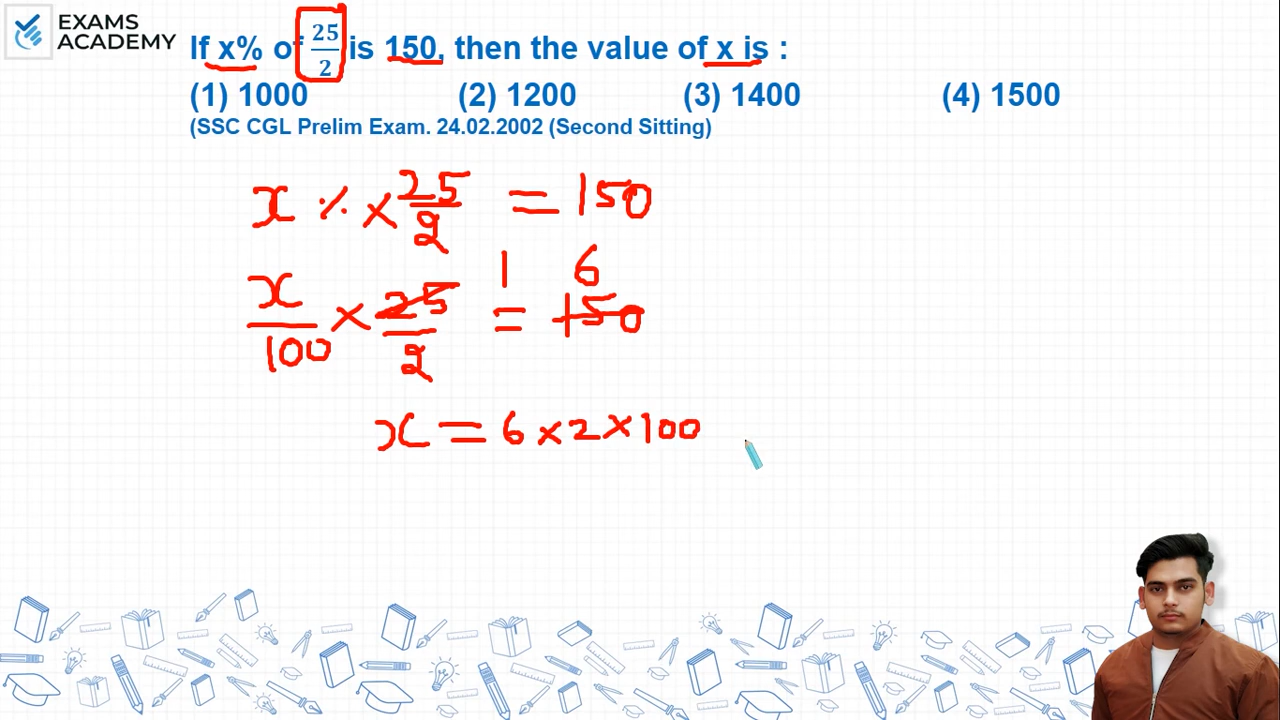 EXAMS
ACADEMY
If x% of 25/2 is 150, then the value of x is :
(1) 1000 (2) 1200 (3) 1400 (4) 1500
(SSC CGL Prelim Exam. 24.02.2002 (Second Sitting)
x % × 25/2 = 150
1 6
x/100 × 25/2 = 150
x = 6 × 2 × 100